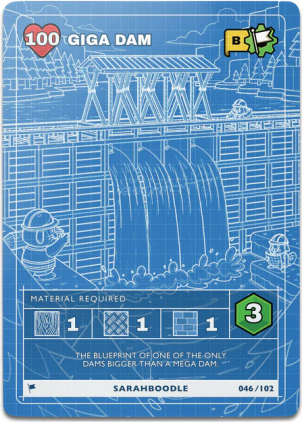 100 GIGA DAM
B
MATERIAL REQUIRED
1 1 1 3
THE BLUEPRINT OF ONE OF THE ONLY
DAMS BIGGER THAN A MEGA DAM.
SARAHBOODLE 046/102